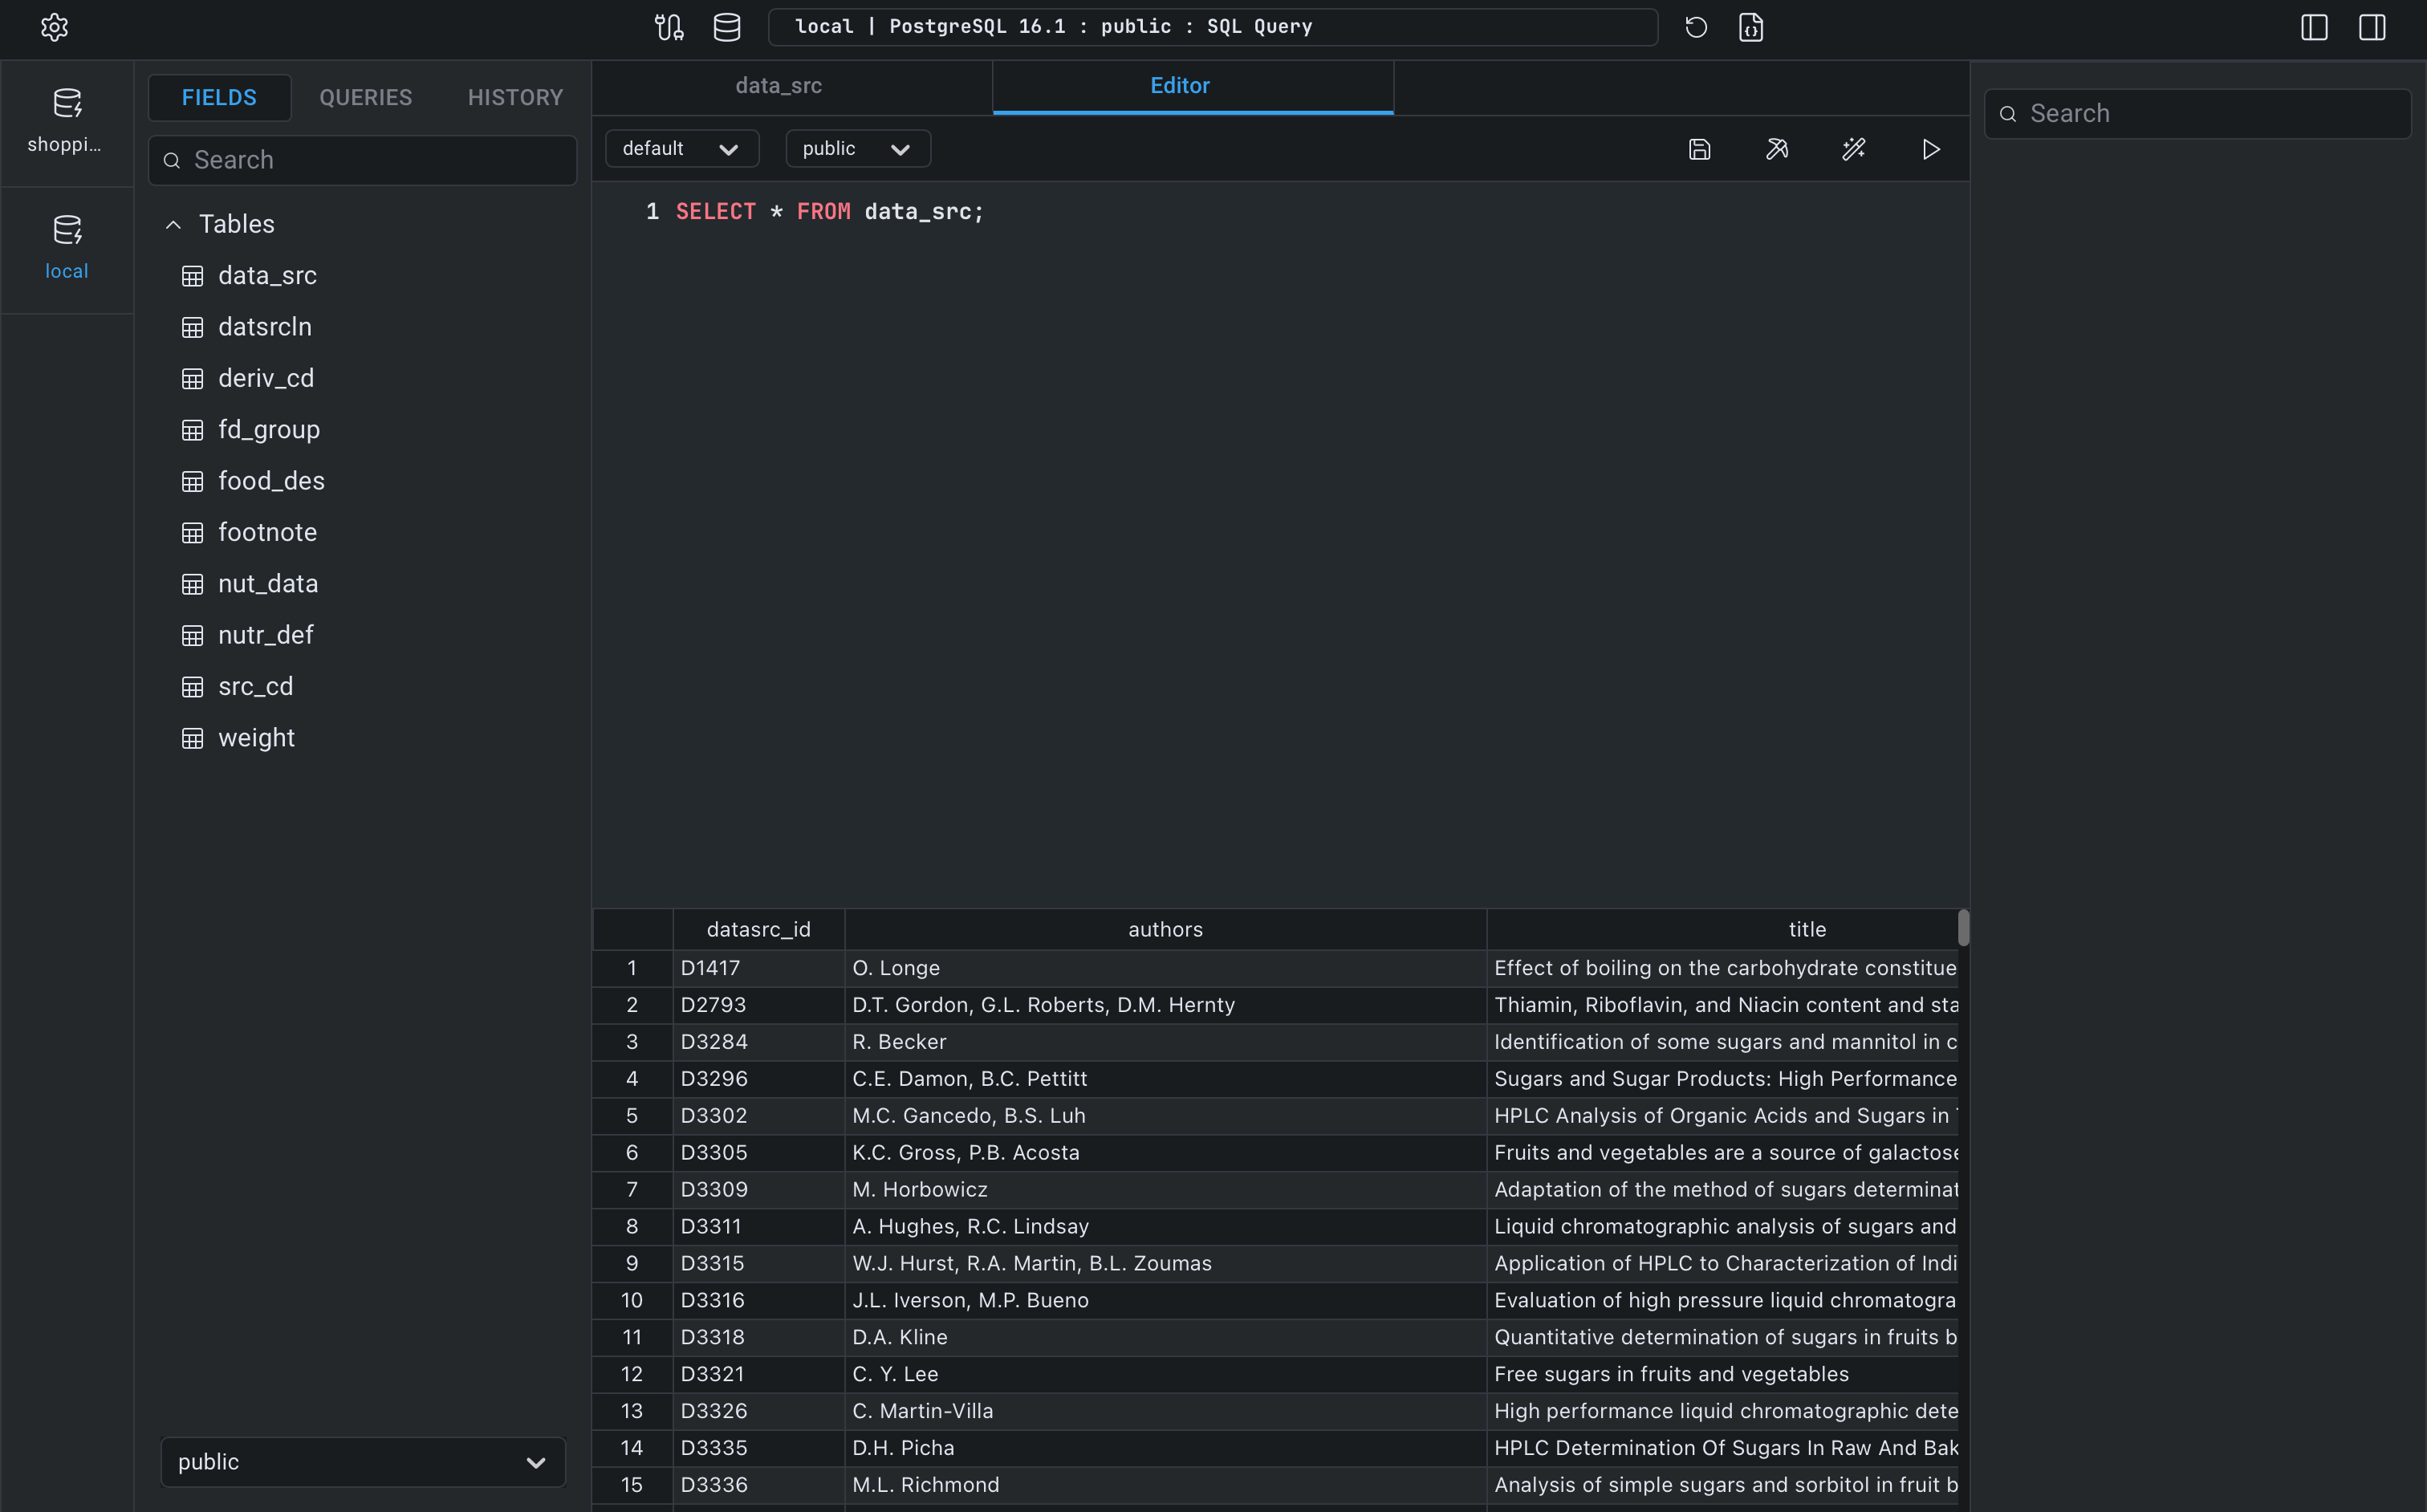 local | PostgreSQL 16.1 : public : SQL Query
shoppi...
local
FIELDS QUERIES HISTORY
Search
Tables
data_src
datsrcln
deriv_cd
fd_group
food_des
footnote
nut_data
nutr_def
src_cd
weight
public
data_src Editor
default public
1 SELECT * FROM data_src;
datasrc_id authors title
1 D1417 O. Longe Effect of boiling on the carbohydrate constitue
2 D2793 D.T. Gordon, G.L. Roberts, D.M. Hernty Thiamin, Riboflavin, and Niacin content and sta
3 D3284 R. Becker Identification of some sugars and mannitol in c
4 D3296 C.E. Damon, B.C. Pettitt Sugars and Sugar Products: High Performance
5 D3302 M.C. Gancedo, B.S. Luh HPLC Analysis of Organic Acids and Sugars in
6 D3305 K.C. Gross, P.B. Acosta Fruits and vegetables are a source of galactose
7 D3309 M. Horbowicz Adaptation of the method of sugars determinat
8 D3311 A. Hughes, R.C. Lindsay Liquid chromatographic analysis of sugars and
9 D3315 W.J. Hurst, R.A. Martin, B.L. Zoumas Application of HPLC to Characterization of Indi
10 D3316 J.L. Iverson, M.P. Bueno Evaluation of high pressure liquid chromatogra
11 D3318 D.A. Kline Quantitative determination of sugars in fruits b
12 D3321 C. Y. Lee Free sugars in fruits and vegetables
13 D3326 C. Martin-Villa High performance liquid chromatographic dete
14 D3335 D.H. Picha HPLC Determination Of Sugars In Raw And Bak
15 D3336 M.L. Richmond Analysis of simple sugars and sorbitol in fruit b
Search